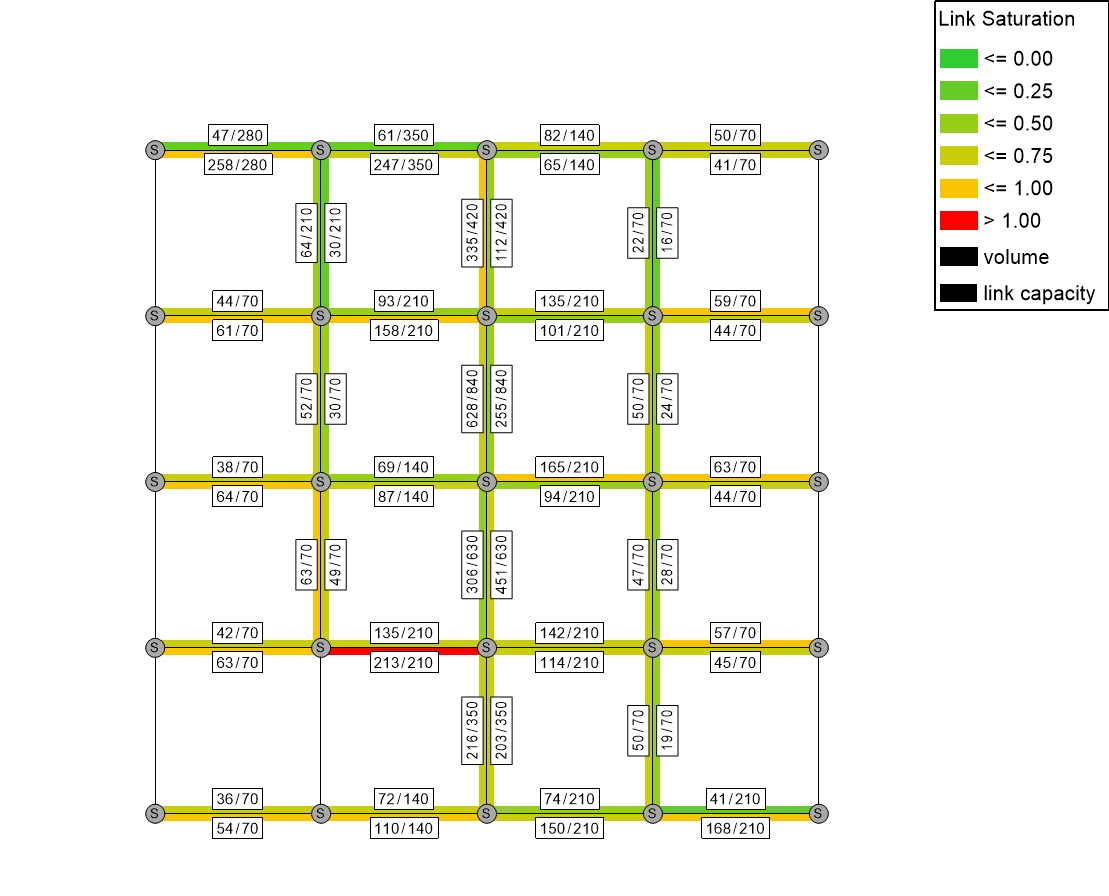 Link Saturation
<= 0.00
<= 0.25
<= 0.50
<= 0.75
<= 1.00
> 1.00
volume
link capacity
47/280
61/350
82/140
50/70
S
S
S
S
S
258/280
247/350
65/140
41/70
64/210
30/210
335/420
112/420
22/70
16/70
44/70
93/210
135/210
59/70
S
S
S
S
S
61/70
158/210
101/210
44/70
52/70
30/70
628/840
255/840
50/70
24/70
38/70
69/140
165/210
63/70
S
S
S
S
S
64/70
87/140
94/210
44/70
63/70
49/70
306/630
451/630
47/70
28/70
42/70
135/210
142/210
57/70
S
S
S
S
S
63/70
213/210
114/210
45/70
216/350
203/350
50/70
19/70
36/70
72/140
74/210
41/210
S
S
S
S
S
54/70
110/140
150/210
168/210